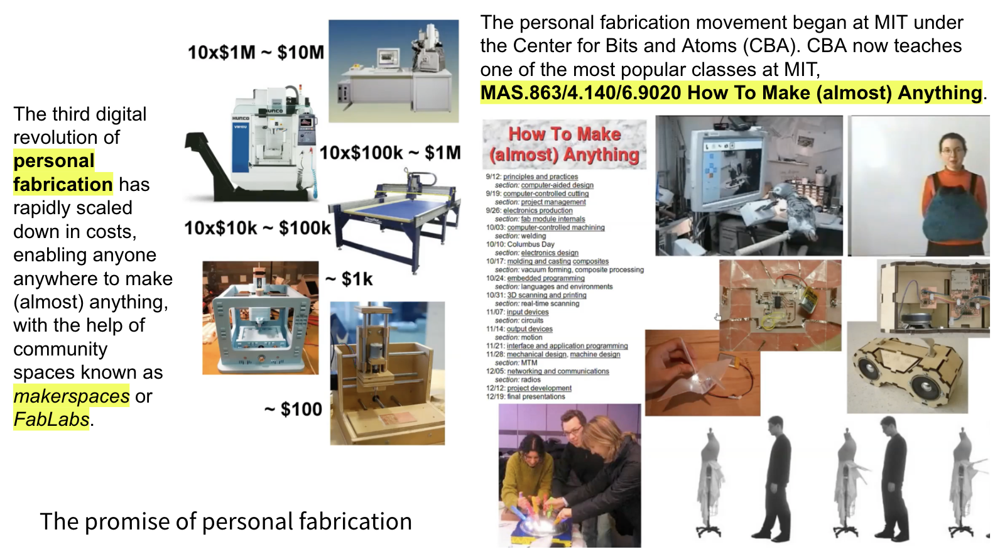 The third digital
revolution of
personal
fabrication has
rapidly scaled
down in costs,
enabling anyone
anywhere to make
(almost) anything,
with the help of
community
spaces known as
makerspaces or
FabLabs.
10x$1M ~ $10M
HURCO
HURCO
VM10U
10x$100k ~ $1M
10x$10k ~ $100k
~ $1k
~ $100
The promise of personal fabrication
The personal fabrication movement began at MIT under
the Center for Bits and Atoms (CBA). CBA now teaches
one of the most popular classes at MIT,
MAS.863/4.140/6.9020 How To Make (almost) Anything.
How To Make
(almost) Anything
9/12: principles and practices
section: computer-aided design
9/19: computer-controlled cutting
section: project management
9/26: electronics production
section: fab module internals
10/03: computer-controlled machining
section: welding
10/10: Columbus Day
section: electronics design
10/17: molding and casting composites
section: vacuum forming, composite processing
10/24: embedded programming
section: languages and environments
10/31: 3D scanning and printing
section: real-time scanning
11/07: input devices
section: circuits
11/14: output devices
section: motion
11/21: interface and application programming
11/28: mechanical design, machine design
section: MTM
12/05: networking and communications
section: radios
12/12: project development
12/19: final presentations